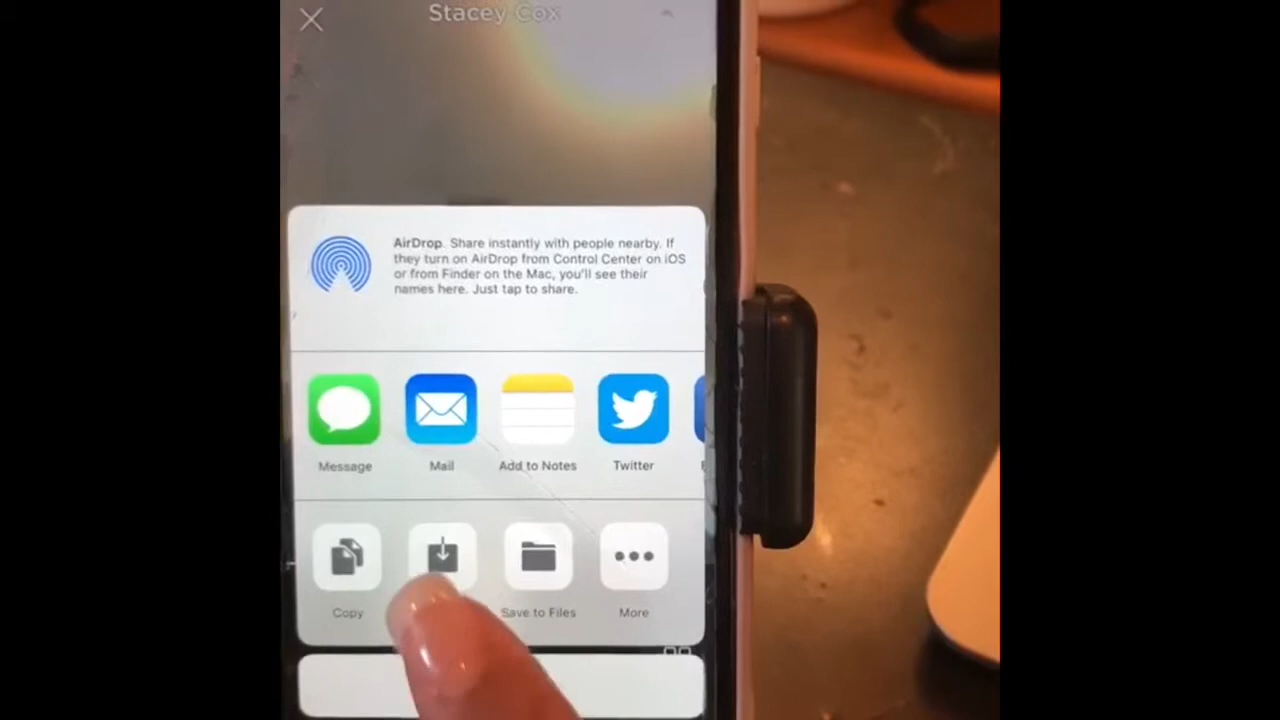 Stacey Cox
AirDrop. Share instantly with people nearby. If
they turn on AirDrop from Control Center on iOS
or from Finder on the Mac, you'll see their
names here. Just tap to share.
Message Mail Add to Notes Twitter
Copy Save to Files More